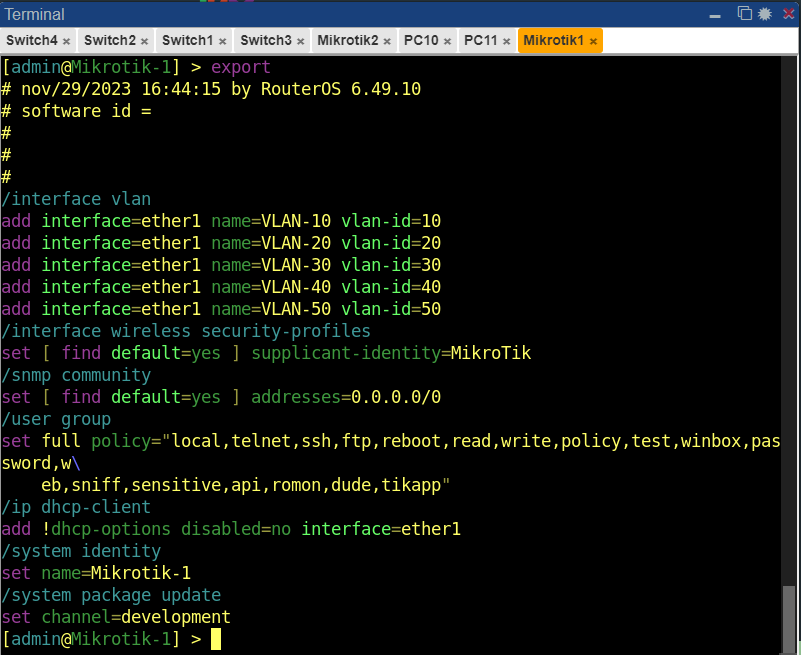 Terminal
Switch4 × Switch2 × Switch1 × Switch3 × Mikrotik2 × PC10 × PC11 × Mikrotik1 ×
[admin@Mikrotik-1] > export
# nov/29/2023 16:44:15 by RouterOS 6.49.10
# software id =
#
#
#
/interface vlan
add interface=ether1 name=VLAN-10 vlan-id=10
add interface=ether1 name=VLAN-20 vlan-id=20
add interface=ether1 name=VLAN-30 vlan-id=30
add interface=ether1 name=VLAN-40 vlan-id=40
add interface=ether1 name=VLAN-50 vlan-id=50
/interface wireless security-profiles
set [ find default=yes ] supplicant-identity=MikroTik
/snmp community
set [ find default=yes ] addresses=0.0.0.0/0
/user group
set full policy="local,telnet,ssh,ftp,reboot,read,write,policy,test,winbox,pas
sword,w\
    eb,sniff,sensitive,api,romon,dude,tikapp"
/ip dhcp-client
add !dhcp-options disabled=no interface=ether1
/system identity
set name=Mikrotik-1
/system package update
set channel=development
[admin@Mikrotik-1] >